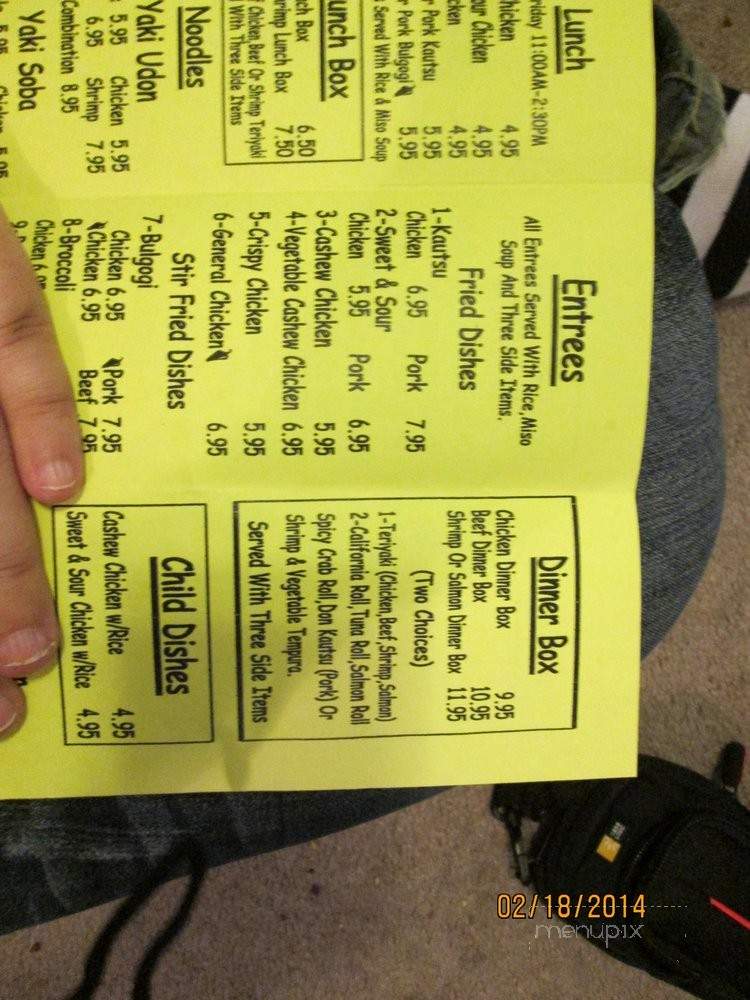 Lunch
11:00AM-2:30PM
4.95
Chicken 4.95
4.95
Pork Kautsu 5.95
Pork Bulgogi 5.95
Served With Rice & Miso Soup
Lunch Box
Box 6.50
Lunch Box 7.50
Chicken, Beef Or Shrimp Teriyaki
With Three Side Items
Noodles
Yaki Udon
5.95 Chicken 5.95
6.95 Shrimp 7.95
Combination 8.95
Yaki Soba
Entrees
All Entrees Served With Rice, Miso
Soup And Three Side Items.
Fried Dishes
1-Kautsu
Chicken 6.95 Pork 7.95
2-Sweet & Sour
Chicken 5.95 Pork 6.95
3-Cashew Chicken 5.95
4-Vegetable Cashew Chicken 6.95
5-Crispy Chicken 5.95
6-General Chicken 6.95
Stir Fried Dishes
7-Bulgogi
Chicken 6.95 Pork 7.95
Chicken 6.95 Beef 7.95
8-Broccoli
Chicken
Dinner Box
Chicken Dinner Box 9.95
Beef Dinner Box 10.95
Shrimp Or Salmon Dinner Box 11.95
(Two Choices)
1-Teriyaki (Chicken, Beef, Shrimp, Salmon)
2-California Roll, Tuna Roll, Salmon Roll
Spicy Crab Roll, Don Kautsu (Pork) Or
Shrimp & Vegetable Tempura.
Served With Three Side Items
Child Dishes
Cashew Chicken w/Rice 4.95
Sweet & Sour Chicken w/Rice 4.95
02/18/2014
menupix